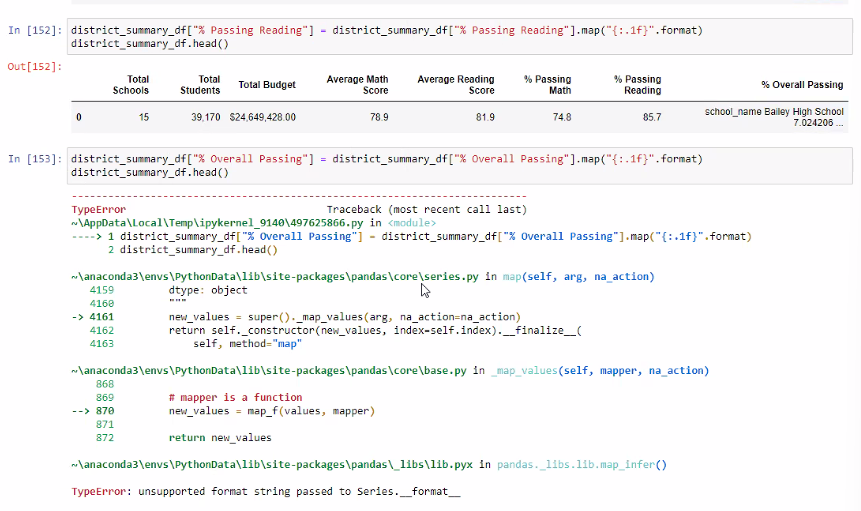 In [152]: district_summary_df["% Passing Reading"] = district_summary_df["% Passing Reading"].map("{:.1f}".format)
district_summary_df.head()
Out[152]:
Total Schools Total Students Total Budget Average Math Score Average Reading Score % Passing Math % Passing Reading % Overall Passing
0 15 39,170 $24,649,428.00 78.9 81.9 74.8 85.7 school_name Bailey High School 7.024206 ...
In [153]: district_summary_df["% Overall Passing"] = district_summary_df["% Overall Passing"].map("{:.1f}".format)
district_summary_df.head()
---------------------------------------------------------------------------
TypeError Traceback (most recent call last)
~\AppData\Local\Temp\ipykernel_9140\497625866.py in <module>
----> 1 district_summary_df["% Overall Passing"] = district_summary_df["% Overall Passing"].map("{:.1f}".format)
2 district_summary_df.head()
~\anaconda3\envs\PythonData\lib\site-packages\pandas\core\series.py in map(self, arg, na_action)
4159 dtype: object
4160 """
-> 4161 new_values = super()._map_values(arg, na_action=na_action)
4162 return self._constructor(new_values, index=self.index).__finalize__(
4163 self, method="map"
~\anaconda3\envs\PythonData\lib\site-packages\pandas\core\base.py in _map_values(self, mapper, na_action)
868
869 # mapper is a function
--> 870 new_values = map_f(values, mapper)
871
872 return new_values
~\anaconda3\envs\PythonData\lib\site-packages\pandas\_libs\lib.pyx in pandas._libs.lib.map_infer()
TypeError: unsupported format string passed to Series.__format__